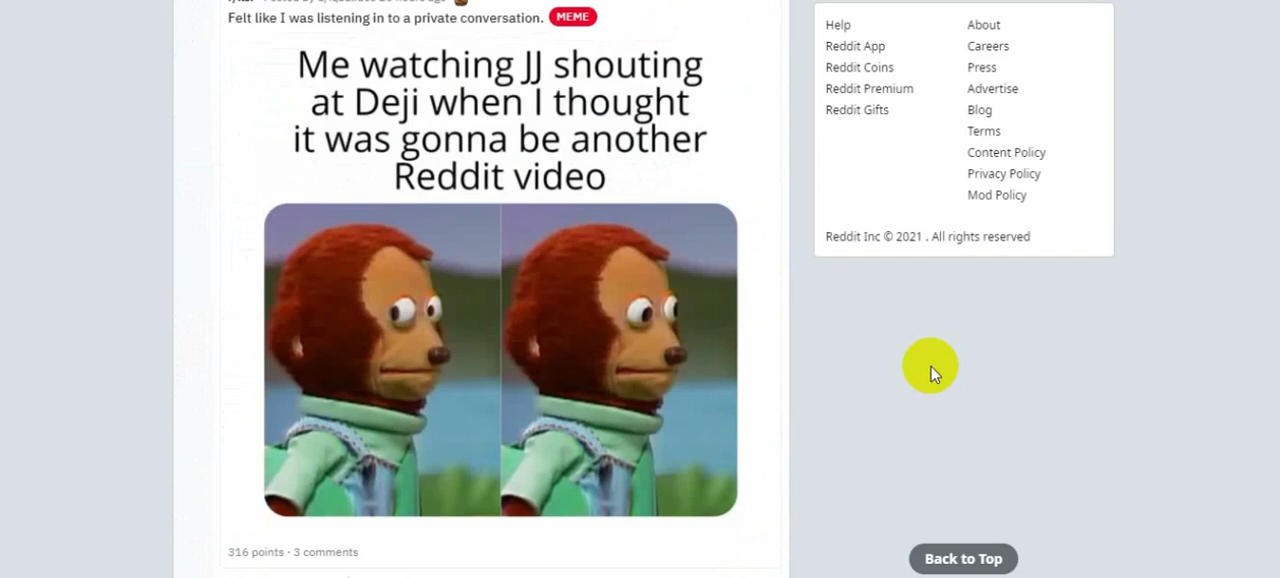 Felt like I was listening in to a private conversation. MEME
Me watching JJ shouting
at Deji when I thought
it was gonna be another
Reddit video
316 points · 3 comments
Help
About
Reddit App
Careers
Reddit Coins
Press
Reddit Premium
Advertise
Reddit Gifts
Blog
Terms
Content Policy
Privacy Policy
Mod Policy
Reddit Inc © 2021 . All rights reserved
Back to Top